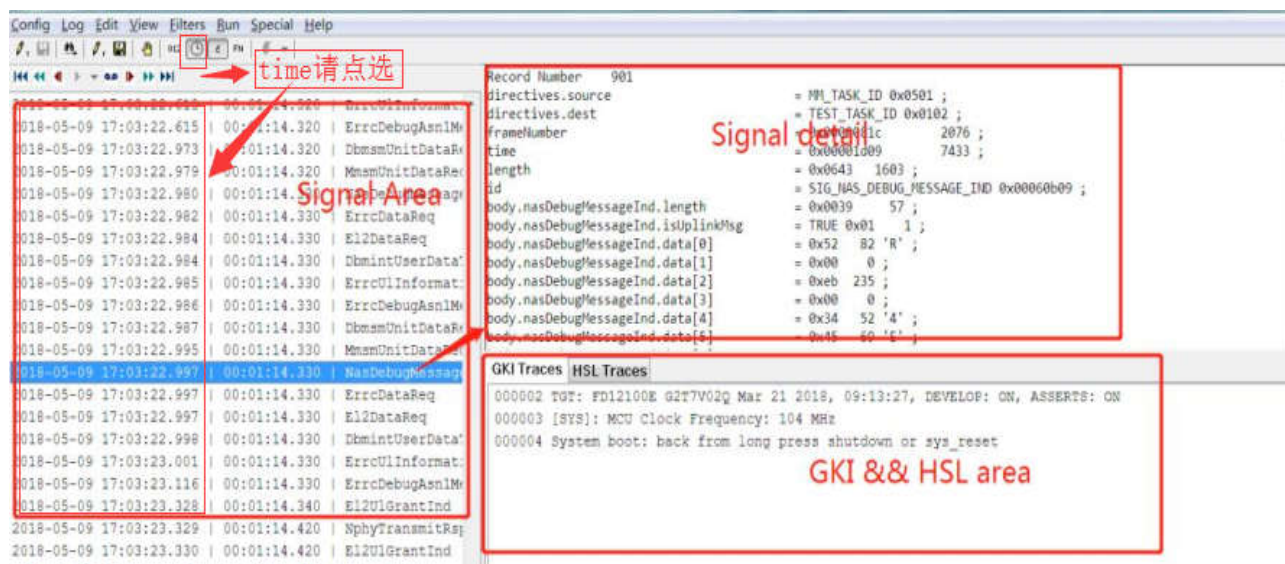 Config Log Edit View Filters Run Special Help
time请点选
2018-05-09 17:03:22.615 | 00:01:14.320 | ErrcDebugAsn1Me
2018-05-09 17:03:22.973 | 00:01:14.320 | DbmsmUnitDataRe
2018-05-09 17:03:22.979 | 00:01:14.320 | MmsmUnitDataReq
2018-05-09 17:03:22.980 | 00:01:14.330 |
Signal Area
2018-05-09 17:03:22.982 | 00:01:14.330 | ErrcDataReq
2018-05-09 17:03:22.984 | 00:01:14.330 | El2DataReq
2018-05-09 17:03:22.984 | 00:01:14.330 | DbmintUserData
2018-05-09 17:03:22.985 | 00:01:14.330 | ErrcUlInformat
2018-05-09 17:03:22.986 | 00:01:14.330 | ErrcDebugAsn1Me
2018-05-09 17:03:22.987 | 00:01:14.330 | DbmsmUnitDataRe
2018-05-09 17:03:22.995 | 00:01:14.330 | MmsmUnitDataReq
2018-05-09 17:03:22.997 | 00:01:14.330 | NasDebugMessage
2018-05-09 17:03:22.997 | 00:01:14.330 | ErrcDataReq
2018-05-09 17:03:22.997 | 00:01:14.330 | El2DataReq
2018-05-09 17:03:22.998 | 00:01:14.330 | DbmintUserData
2018-05-09 17:03:23.001 | 00:01:14.330 | ErrcUlInformat
2018-05-09 17:03:23.116 | 00:01:14.330 | ErrcDebugAsn1Me
2018-05-09 17:03:23.328 | 00:01:14.340 | El2UlGrantInd
2018-05-09 17:03:23.329 | 00:01:14.420 | NphyTransmitRsp
2018-05-09 17:03:23.330 | 00:01:14.420 | El2UlGrantInd
Record Number 901
directives.source = MM_TASK_ID 0x0501 ;
directives.dest = TEST_TASK_ID 0x0102 ;
frameNumber = 2076 ;
Signal detail
time = 0x00001d09 7433 ;
length = 0x0643 1603 ;
id = SIG_NAS_DEBUG_MESSAGE_IND 0x00060b09 ;
body.nasDebugMessageInd.length = 0x0039 57 ;
body.nasDebugMessageInd.isUplinkMsg = TRUE 0x01 1 ;
body.nasDebugMessageInd.data[0] = 0x52 82 'R' ;
body.nasDebugMessageInd.data[1] = 0x00 0 ;
body.nasDebugMessageInd.data[2] = 0xeb 235 ;
body.nasDebugMessageInd.data[3] = 0x00 0 ;
body.nasDebugMessageInd.data[4] = 0x34 52 '4' ;
body.nasDebugMessageInd.data[5] = 0x45 69 'E' ;
GKI Traces HSL Traces
000002 TGT: FD12100E G2T7V02Q Mar 21 2018, 09:13:27, DEVELOP: ON, ASSERTS: ON
000003 [SYS]: MCU Clock Frequency: 104 MHz
000004 System boot: back from long press shutdown or sys_reset
GKI && HSL area